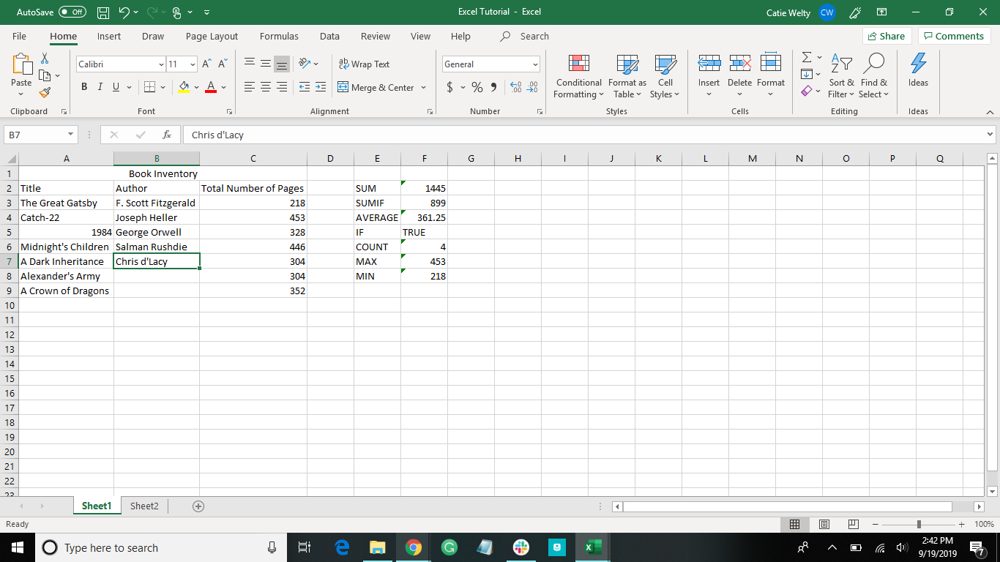 AutoSave Off Excel Tutorial - Excel Catie Welty CW
File Home Insert Draw Page Layout Formulas Data Review View Help Search Share Comments
Paste
Calibri 11
B I U A
ab Wrap Text
Merge & Center
General
$ % 9 .00
Conditional Formatting
Format as Table
Cell Styles
Insert Delete Format
Sort & Filter
Find & Select
Ideas
Clipboard Font Alignment Number Styles Cells Editing Ideas
B7 fx Chris d'Lacy
A B C D E F G H I J K L M N O P Q
1 Book Inventory
2 Title Author Total Number of Pages SUM 1445
3 The Great Gatsby F. Scott Fitzgerald 218 SUMIF 899
4 Catch-22 Joseph Heller 453 AVERAGE 361.25
5 1984 George Orwell 328 IF TRUE
6 Midnight's Children Salman Rushdie 446 COUNT 4
7 A Dark Inheritance Chris d'Lacy 304 MAX 453
8 Alexander's Army 304 MIN 218
9 A Crown of Dragons 352
10
11
12
13
14
15
16
17
18
19
20
21
22
23
Sheet1 Sheet2
Ready 100%
Type here to search 2:42 PM
9/19/2019 7